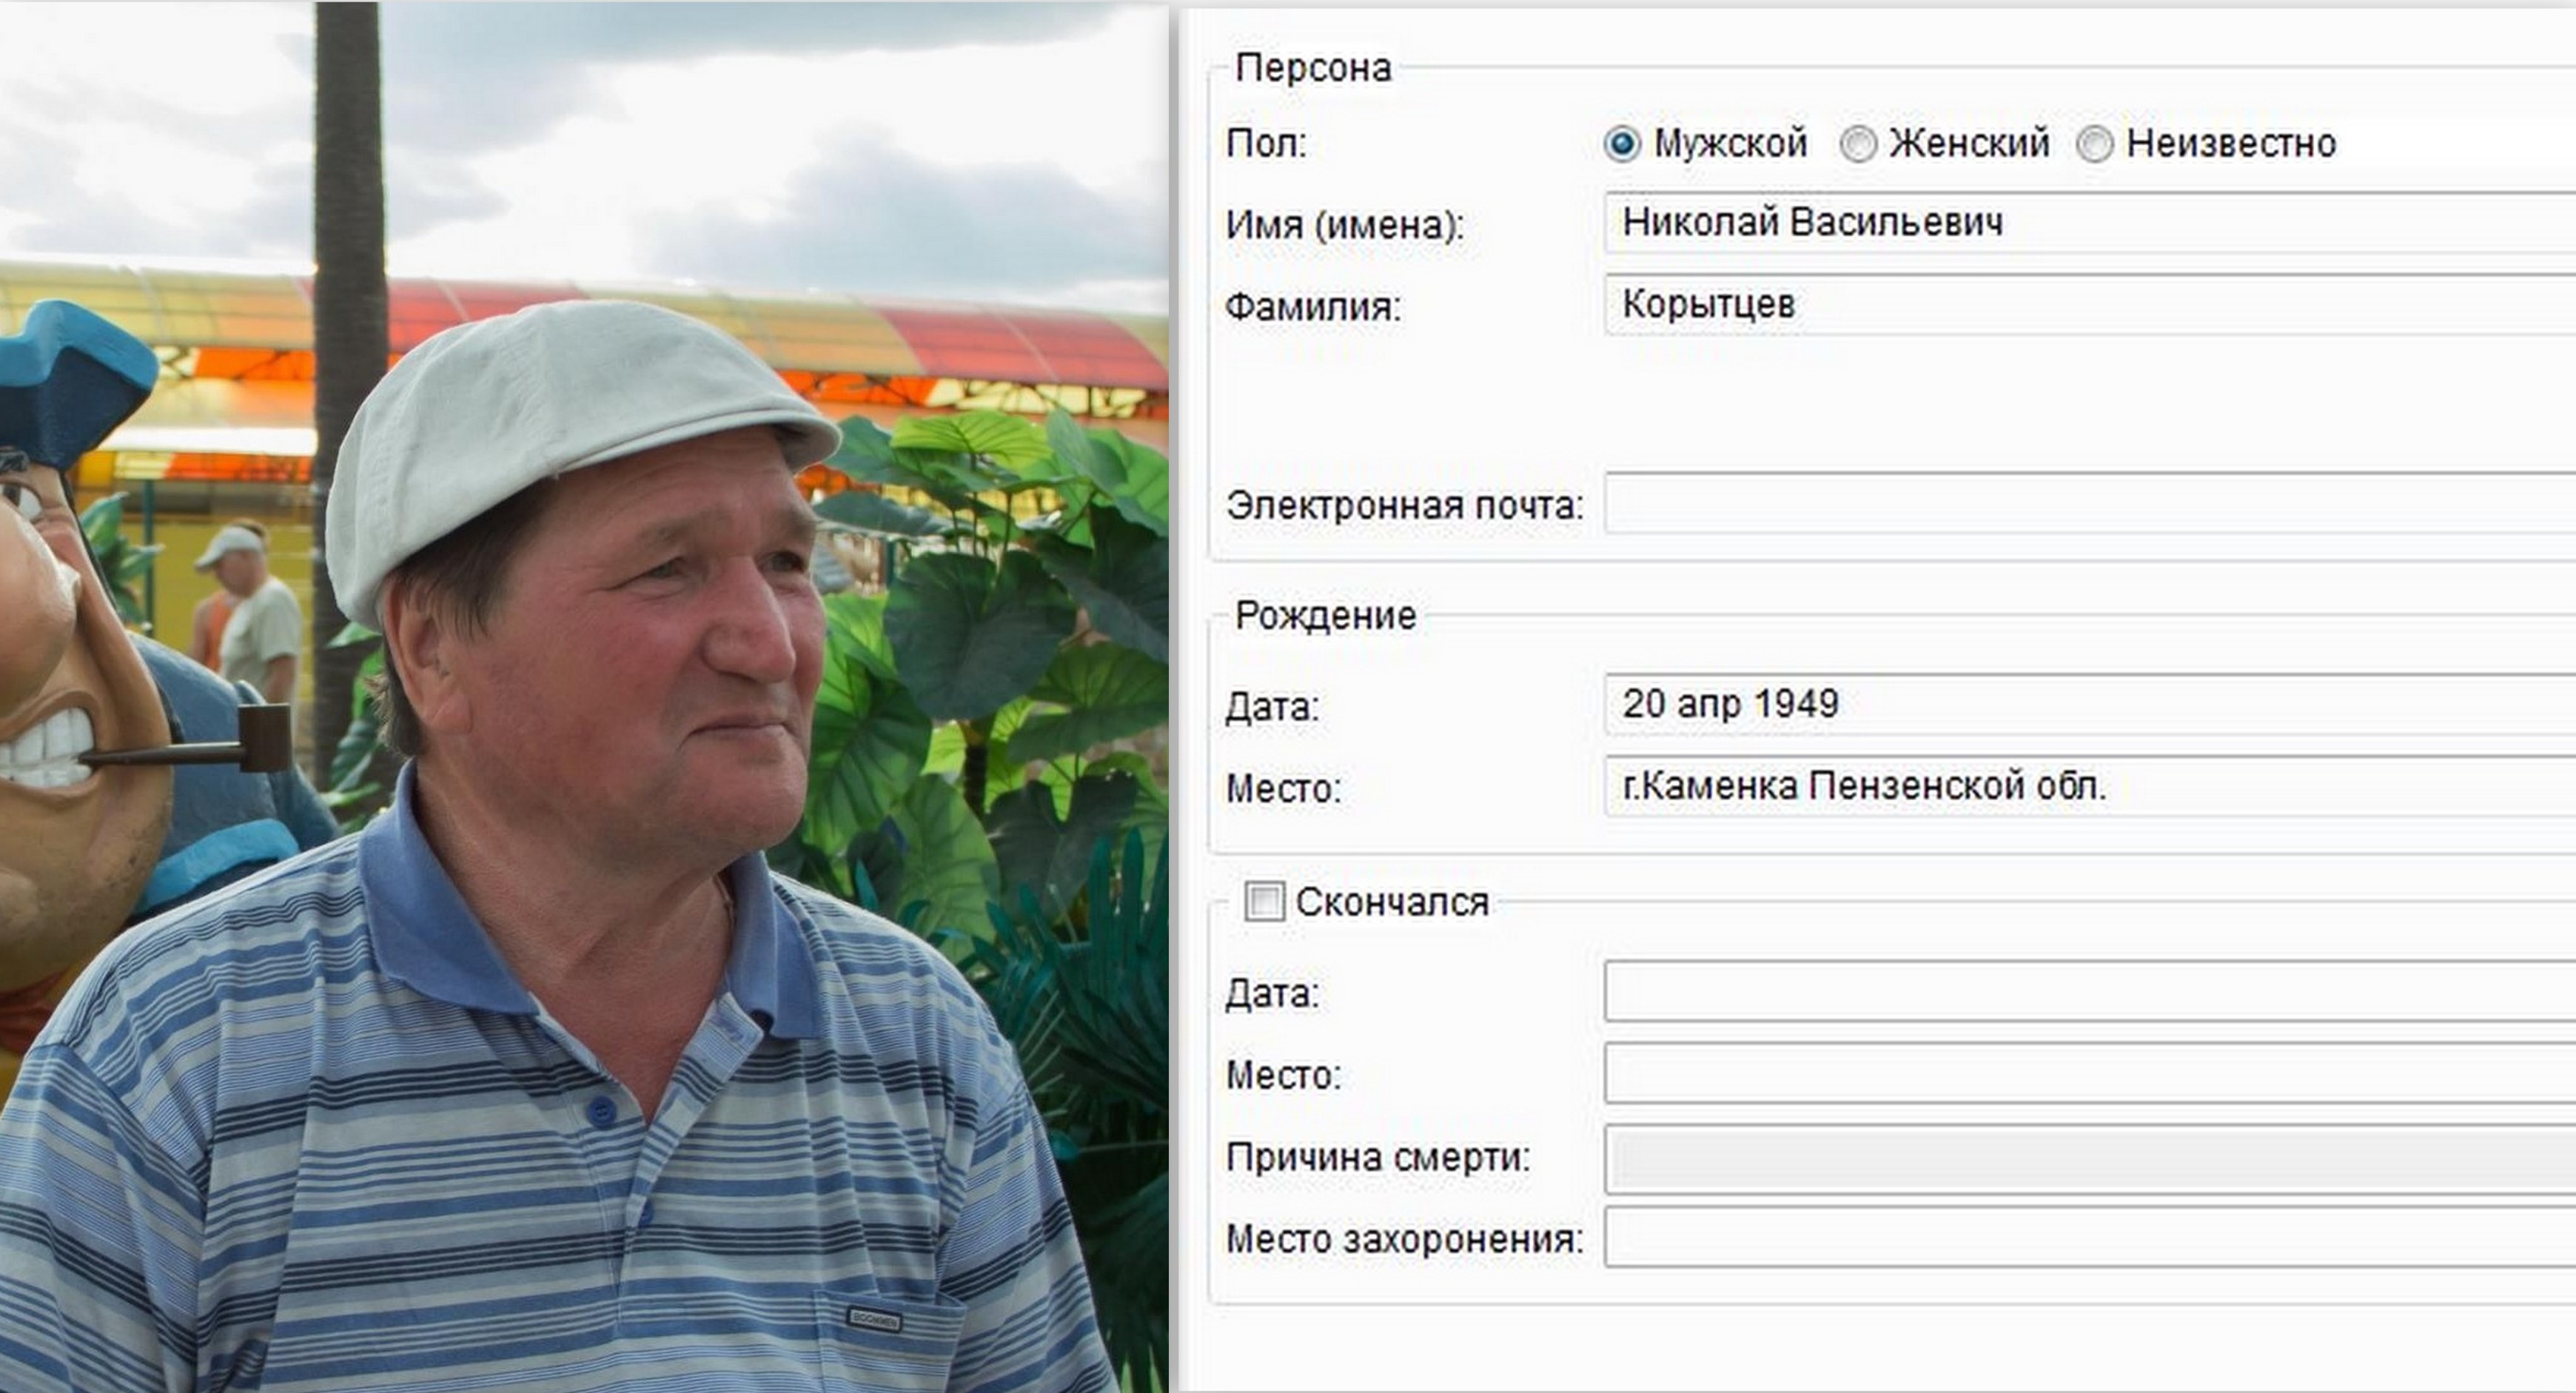 Персона
Пол: Мужской Женский Неизвестно
Имя (имена): Николай Васильевич
Фамилия: Корытцев
Электронная почта:
Рождение
Дата: 20 апр 1949
Место: г.Каменка Пензенской обл.
Скончался
Дата:
Место:
Причина смерти:
Место захоронения: